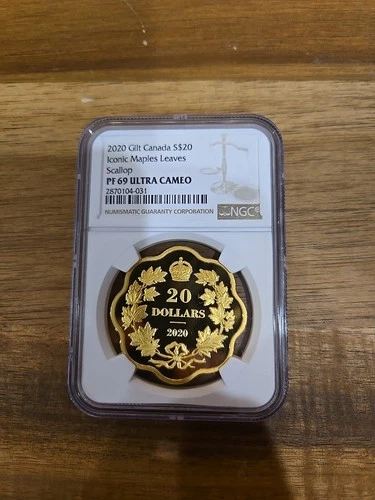 2020 Gilt Canada S$20
Iconic Maples Leaves
Scallop
PF 69 ULTRA CAMEO
2870104-031
NUMISMATIC GUARANTY CORPORATION
NGC
20
DOLLARS
2020